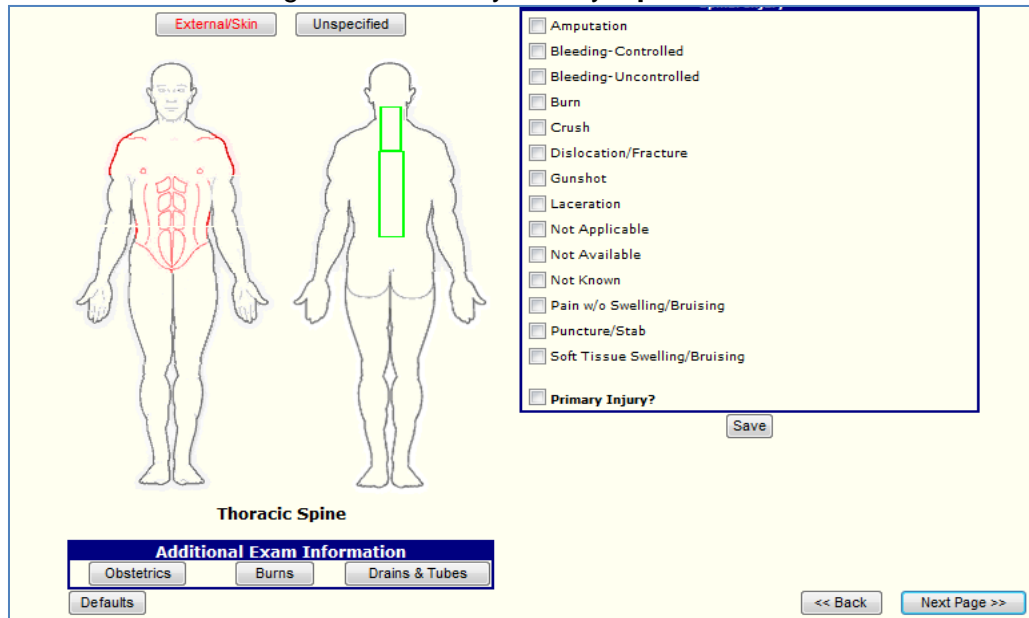 External/Skin
Unspecified
Amputation
Bleeding-Controlled
Bleeding-Uncontrolled
Burn
Crush
Dislocation/Fracture
Gunshot
Laceration
Not Applicable
Not Available
Not Known
Pain w/o Swelling/Bruising
Puncture/Stab
Soft Tissue Swelling/Bruising
Primary Injury?
Save
Thoracic Spine
Additional Exam Information
Obstetrics
Burns
Drains & Tubes
Defaults
<< Back
Next Page >>